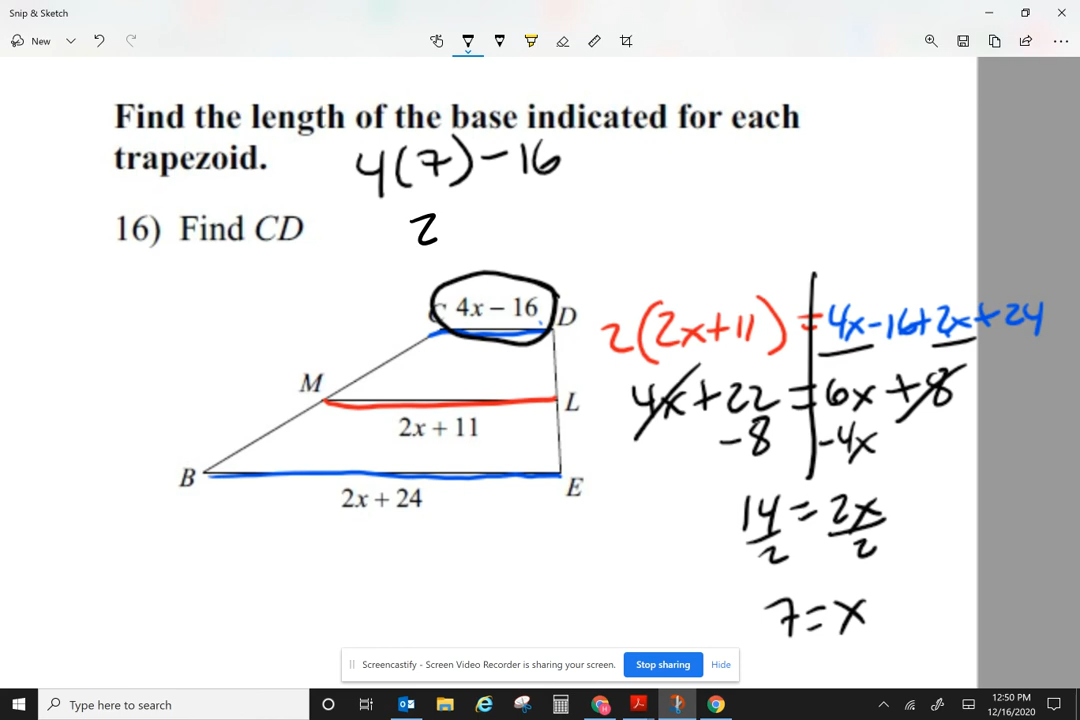 Snip & Sketch
New
Find the length of the base indicated for each
trapezoid.
4(7)-16
16) Find CD
2
C 4x – 16 D
2(2x+11) = 4x-16+2x+24
M
4x+22 = 6x+8
L
2x + 11
-8 -4x
B
E
2x + 24
14 = 2x
2 2
7=x
Screencastify - Screen Video Recorder is sharing your screen.
Stop sharing
Hide
Type here to search
12:50 PM
12/16/2020